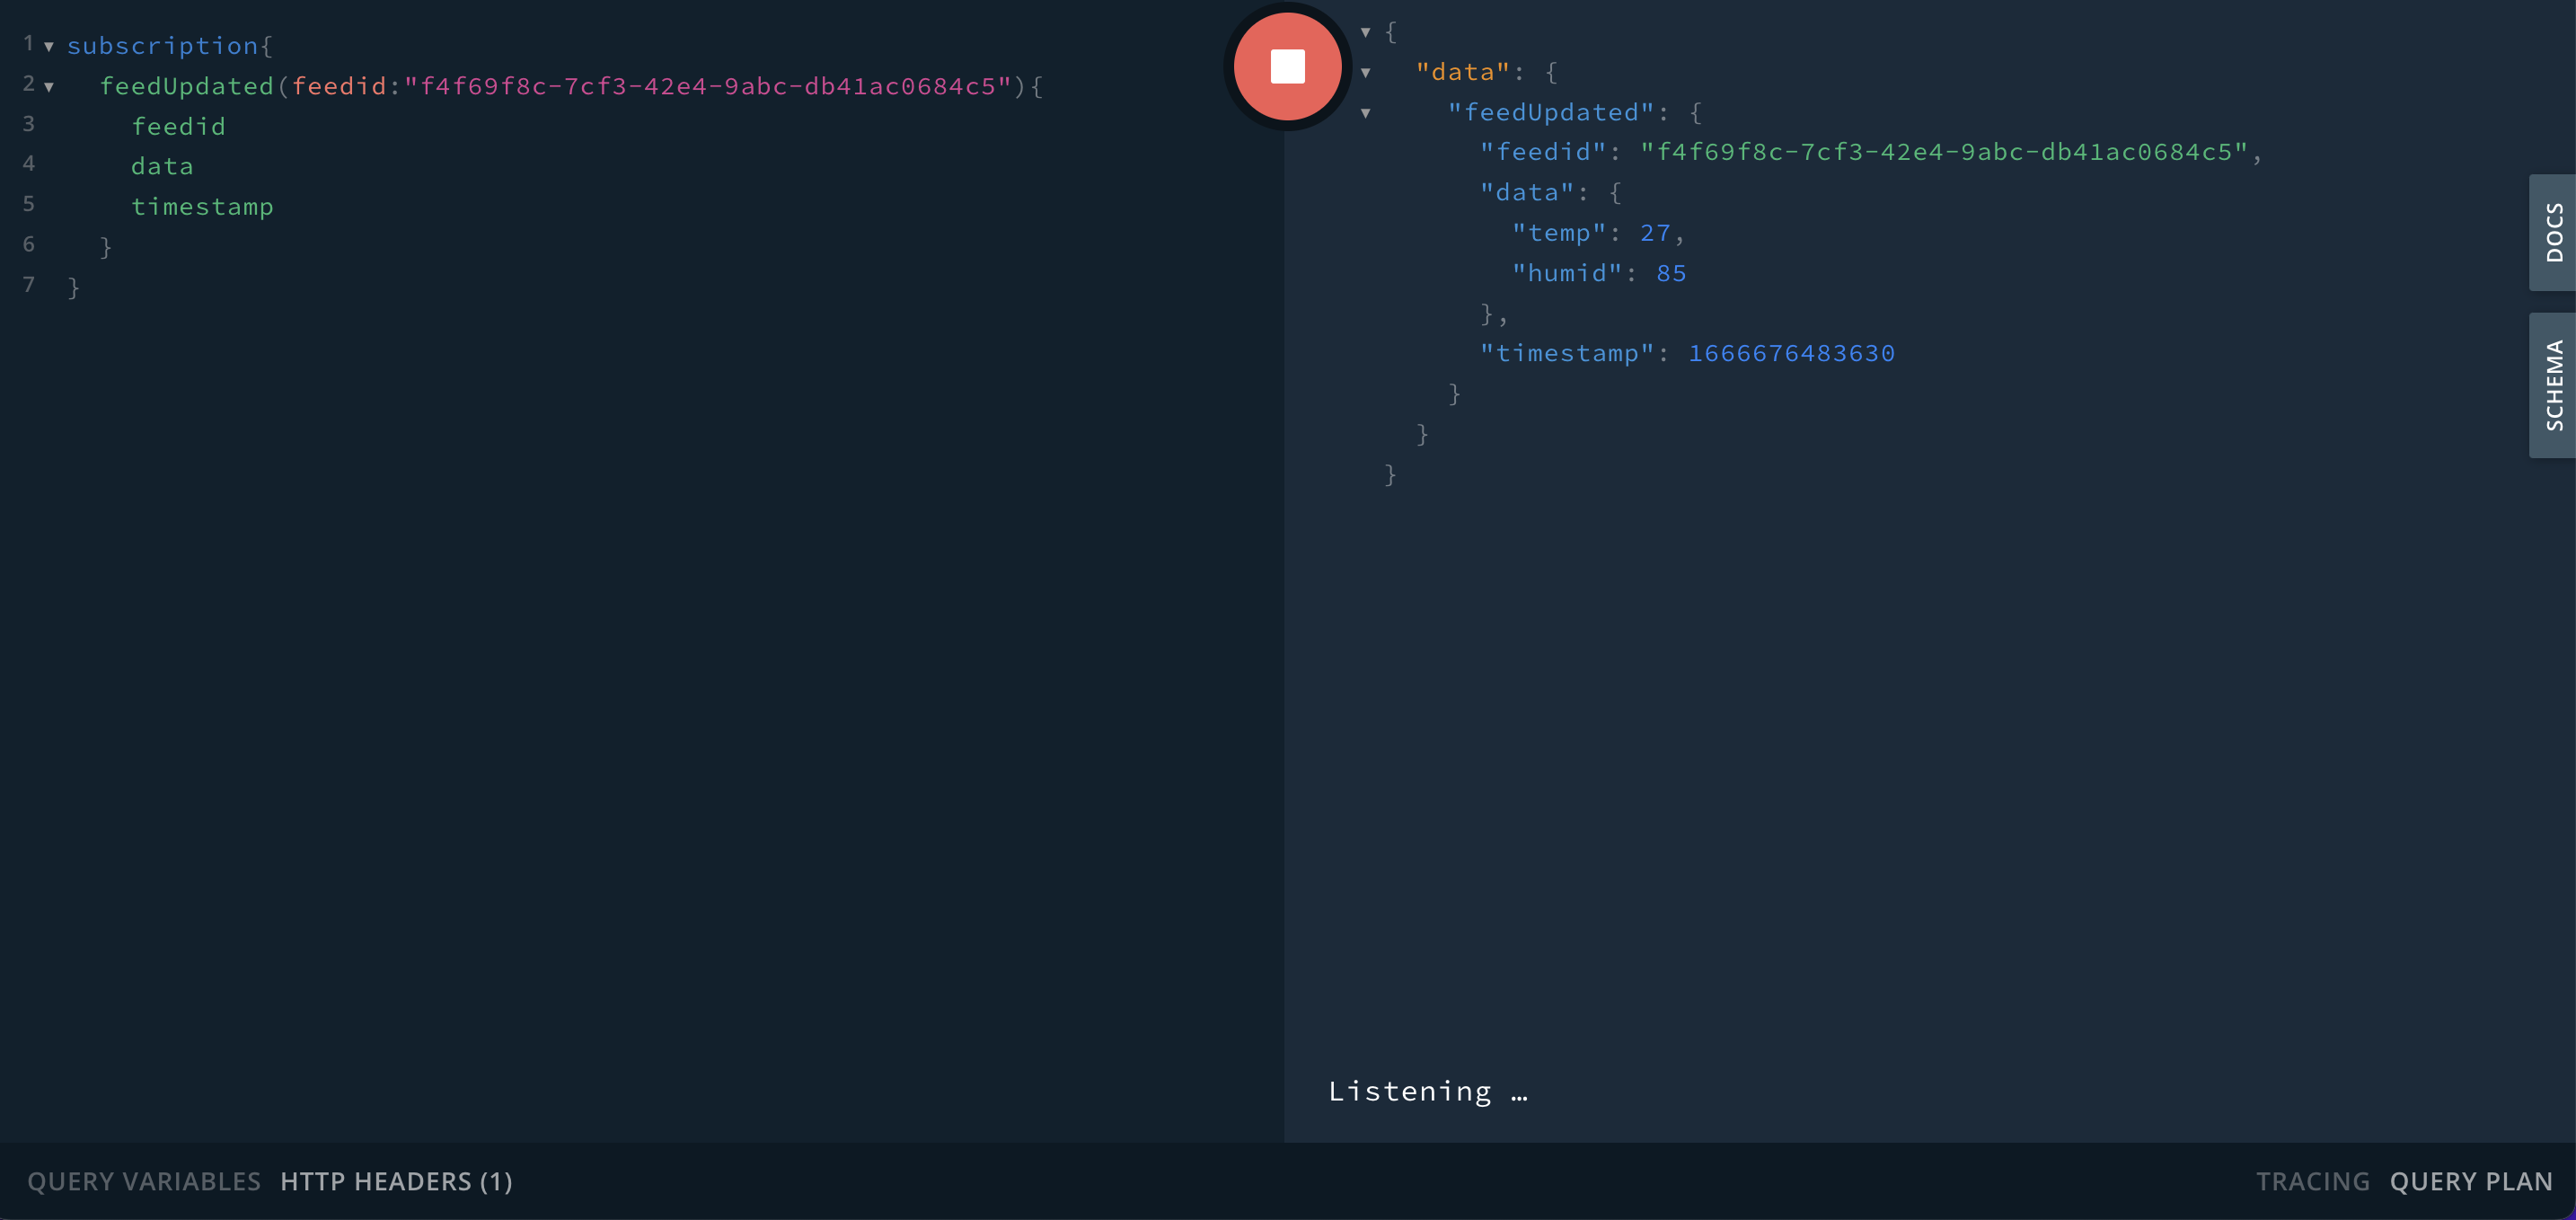 1 subscription{
2 feedUpdated(feedid:"f4f69f8c-7cf3-42e4-9abc-db41ac0684c5"){
3 feedid
4 data
5 timestamp
6 }
7 }
{
"data": {
"feedUpdated": {
"feedid": "f4f69f8c-7cf3-42e4-9abc-db41ac0684c5",
"data": {
"temp": 27,
"humid": 85
},
"timestamp": 1666676483630
}
}
}
Listening …
DOCS
SCHEMA
QUERY VARIABLES HTTP HEADERS (1)
TRACING QUERY PLAN